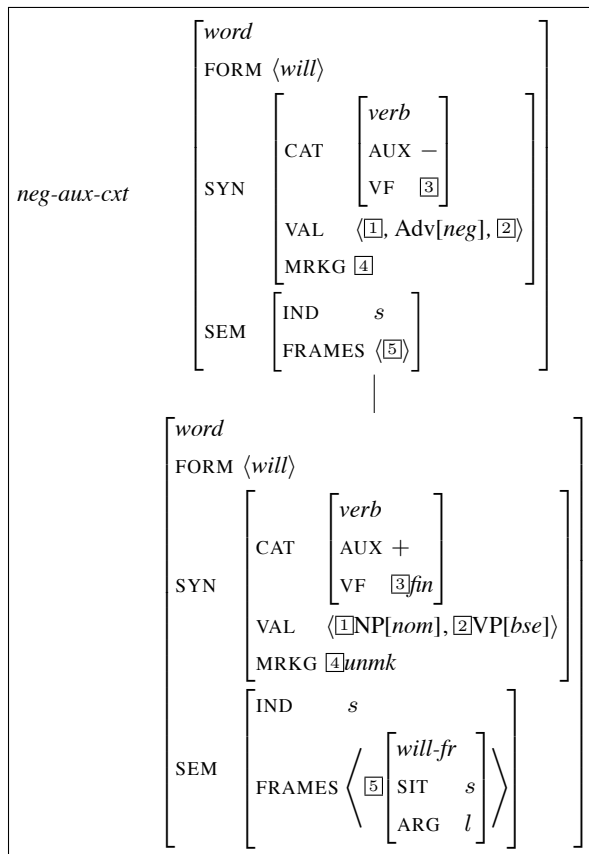 word
FORM ⟨will⟩
verb
CAT AUX −
VF 3
neg-aux-cxt SYN
VAL ⟨1, Adv[neg], 2⟩
MRKG 4
IND s
SEM
FRAMES ⟨5⟩
word
FORM ⟨will⟩
verb
CAT AUX +
VF 3fin
SYN
VAL ⟨1NP[nom], 2VP[bse]⟩
MRKG 4unmk
IND s
will-fr
SEM
FRAMES ⟨5 SIT s⟩
ARG l